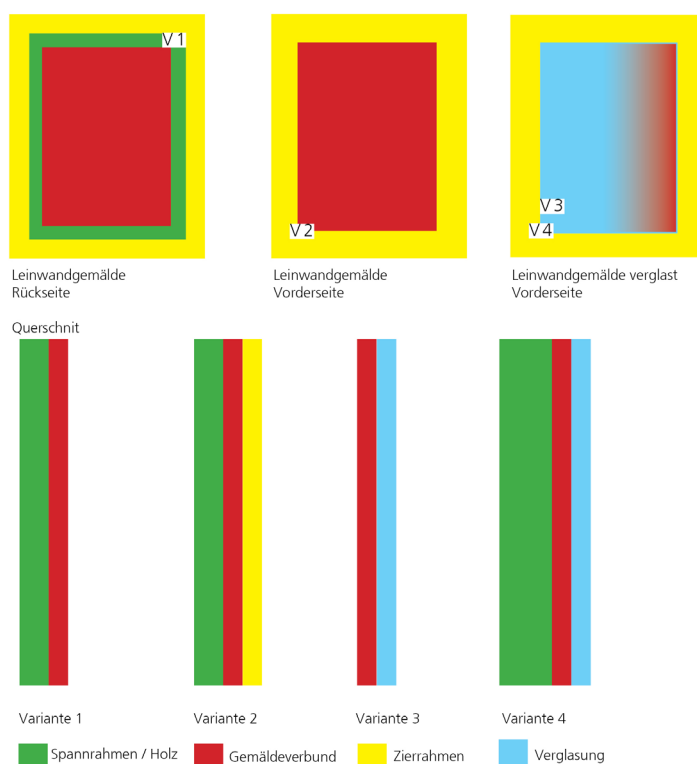 V 1
V 2
V 3
V 4
Leinwandgemälde
Rückseite
Leinwandgemälde
Vorderseite
Leinwandgemälde verglast
Vorderseite
Querschnit
Variante 1
Variante 2
Variante 3
Variante 4
Spannrahmen / Holz
Gemäldeverbund
Zierrahmen
Verglasung